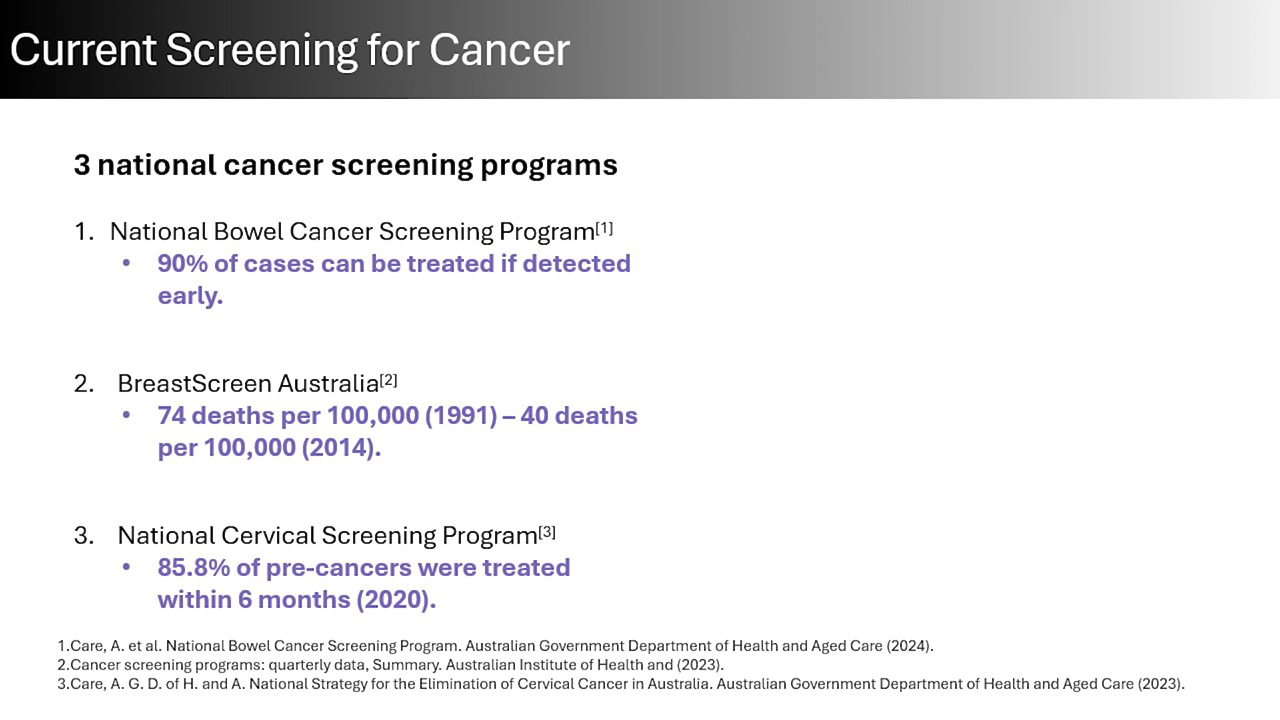 Current Screening for Cancer
3 national cancer screening programs
1. National Bowel Cancer Screening Program[1]
• 90% of cases can be treated if detected
early.
2. BreastScreen Australia[2]
• 74 deaths per 100,000 (1991) – 40 deaths
per 100,000 (2014).
3. National Cervical Screening Program[3]
• 85.8% of pre-cancers were treated
within 6 months (2020).
1.Care, A. et al. National Bowel Cancer Screening Program. Australian Government Department of Health and Aged Care (2024).
2.Cancer screening programs: quarterly data, Summary. Australian Institute of Health and (2023).
3.Care, A. G. D. of H. and A. National Strategy for the Elimination of Cervical Cancer in Australia. Australian Government Department of Health and Aged Care (2023).